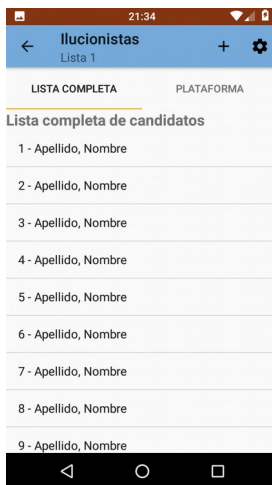 21:34
Ilucionistas
Lista 1
LISTA COMPLETA PLATAFORMA
Lista completa de candidatos
1 - Apellido, Nombre
2 - Apellido, Nombre
3 - Apellido, Nombre
4 - Apellido, Nombre
5 - Apellido, Nombre
6 - Apellido, Nombre
7 - Apellido, Nombre
8 - Apellido, Nombre
9 - Apellido, Nombre